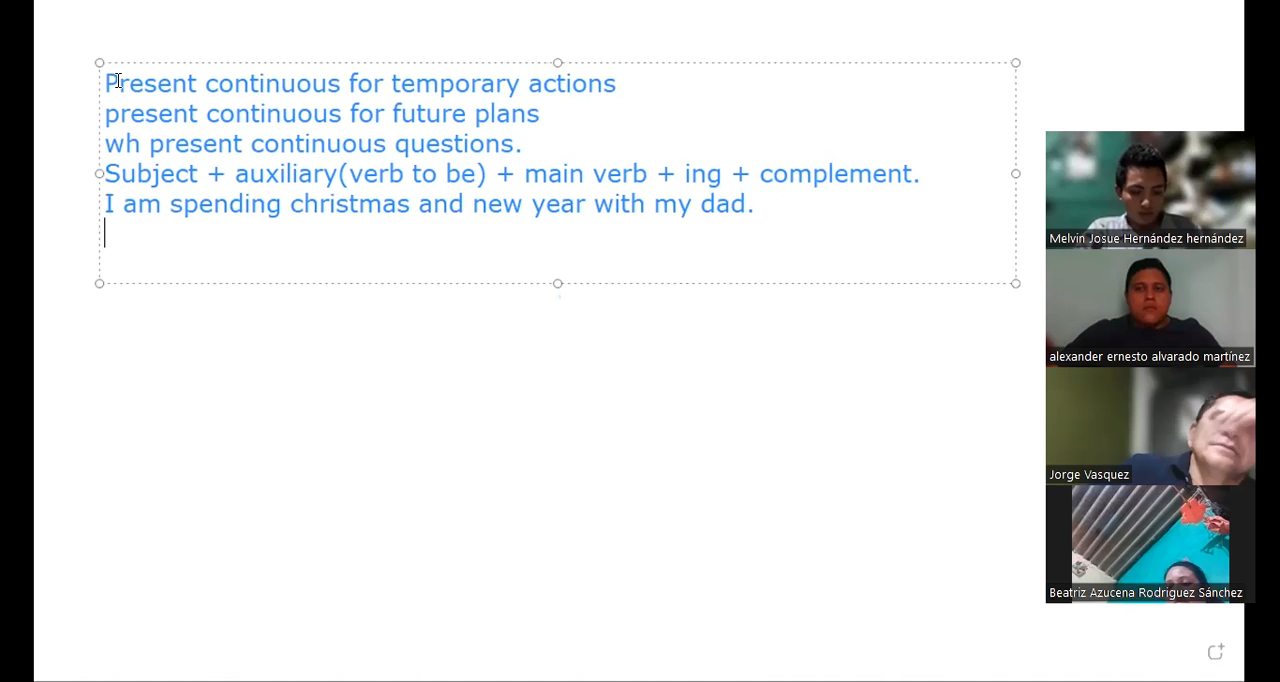 Present continuous for temporary actions
present continuous for future plans
wh present continuous questions.
Subject + auxiliary(verb to be) + main verb + ing + complement.
I am spending christmas and new year with my dad.
Melvin Josue Hernández hernández
alexander ernesto alvarado martínez
Jorge Vasquez
Beatriz Azucena Rodriguez Sánchez